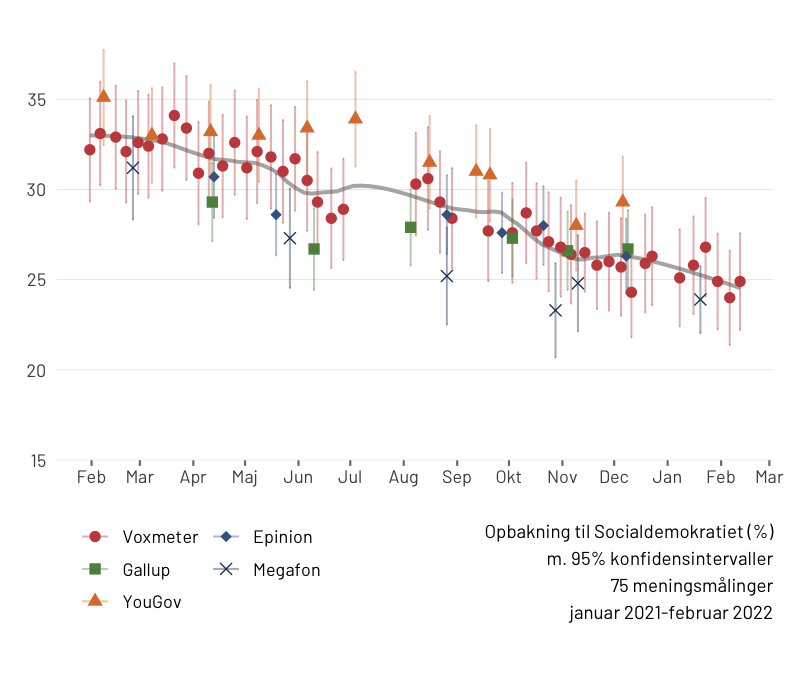 35
30
25
20
15
Feb Mar Apr Maj Jun Jul Aug Sep Okt Nov Dec Jan Feb Mar
Voxmeter Epinion
Gallup Megafon
YouGov
Opbakning til Socialdemokratiet (%)
m. 95% konfidensintervaller
75 meningsmålinger
januar 2021-februar 2022